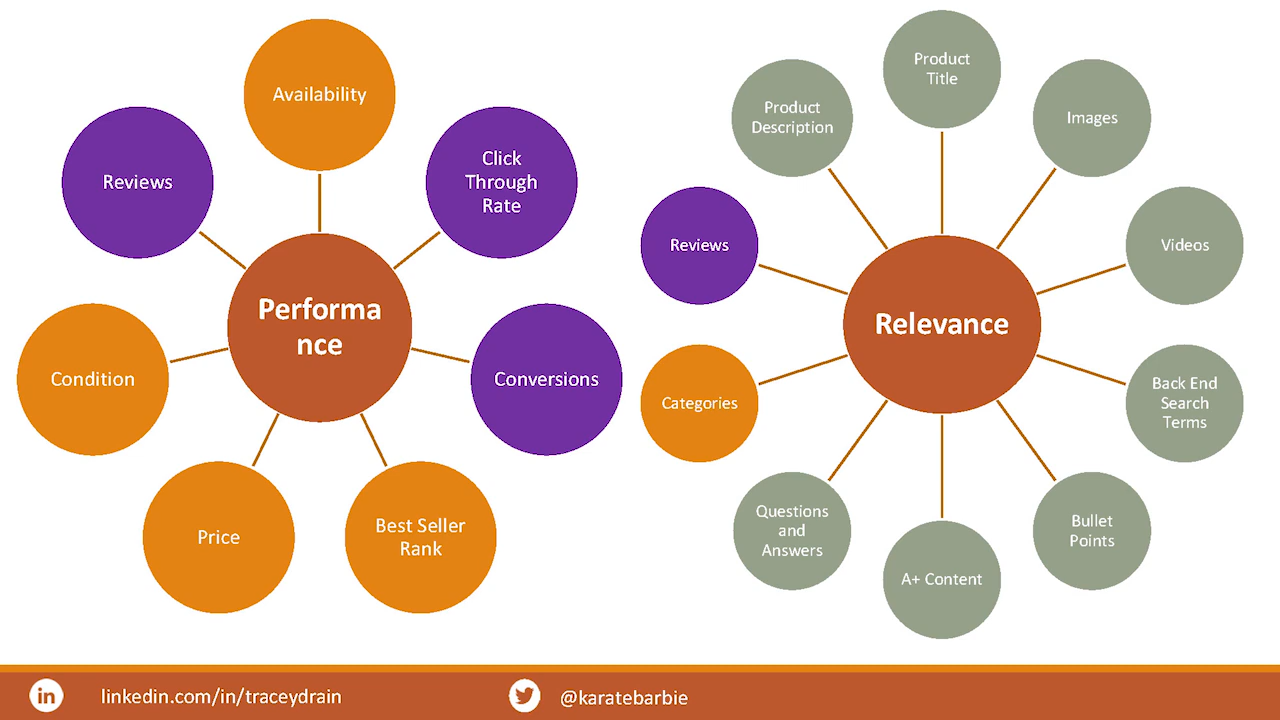 Availability
Click
Through
Rate
Conversions
Best Seller
Rank
Price
Condition
Reviews
Performa
nce
Product
Title
Images
Videos
Back End
Search
Terms
Bullet
Points
A+ Content
Questions
and
Answers
Categories
Reviews
Product
Description
Relevance
in
linkedin.com/in/traceydrain
@karatebarbie